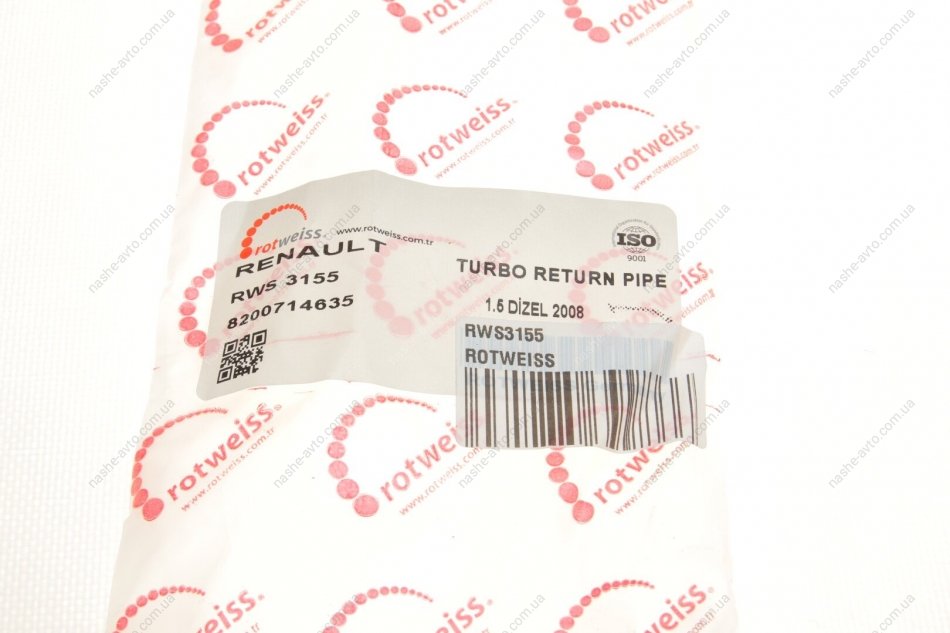 rotweiss.
www.rotweiss.com.tr
RENAULT
RWS 3155
8200714635
ISO
9001
TURBO RETURN PIPE
1.5 DİZEL 2008
RWS3155
ROTWEISS
rotweiss.
www.rotweiss.com.tr
nashe-avto.com.ua